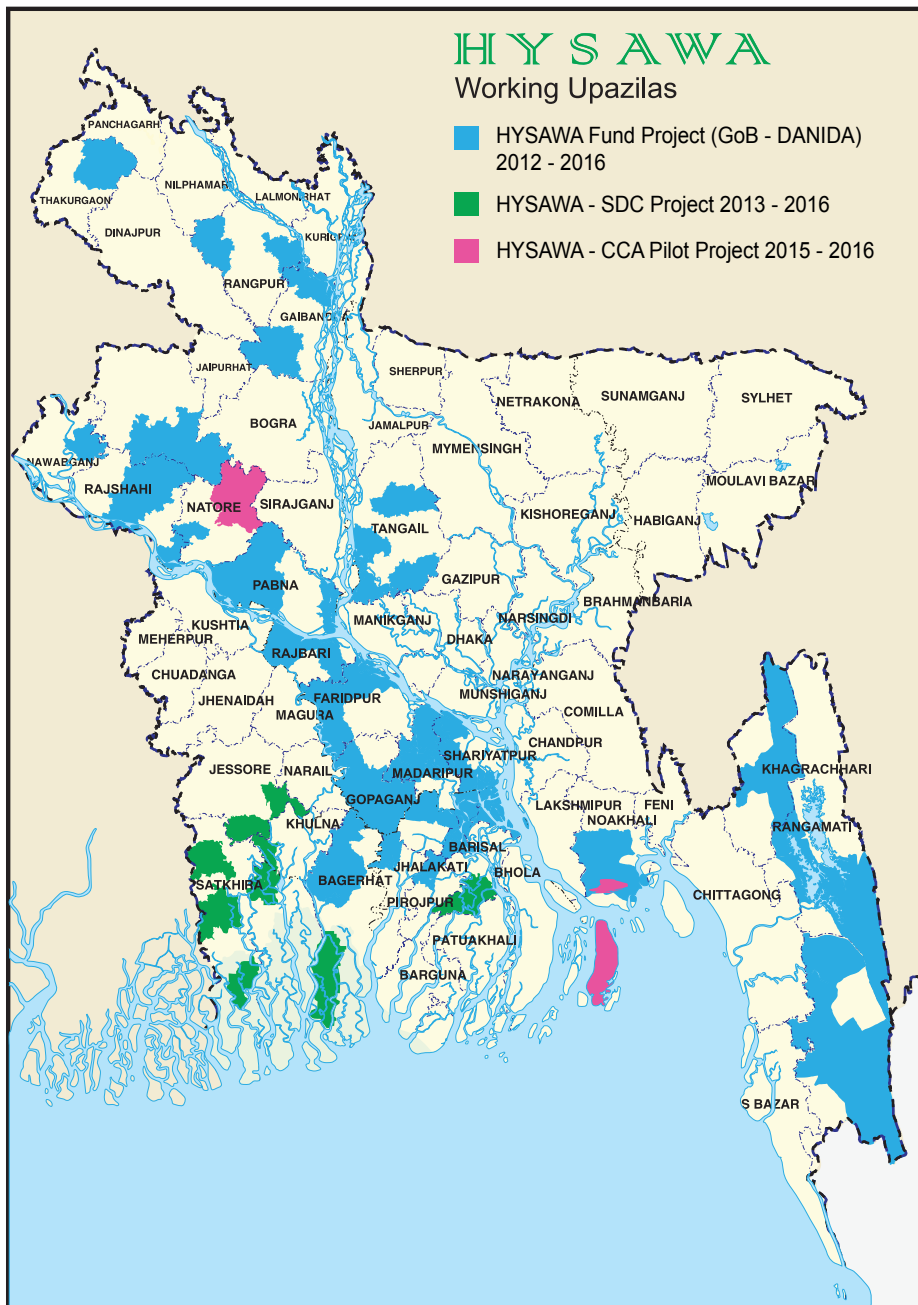 HYSAWA
Working Upazilas
HYSAWA Fund Project (GoB - DANIDA)
2012 - 2016
HYSAWA - SDC Project 2013 - 2016
HYSAWA - CCA Pilot Project 2015 - 2016
PANCHAGARH
THAKURGAON
NILPHAMAR
LALMONIRHAT
DINAJPUR
KURIGRAM
RANGPUR
GAIBANDHA
JAIPURHAT
SHERPUR
NETRAKONA
SUNAMGANJ
SYLHET
BOGRA
JAMALPUR
MYMENSINGH
NAWABGANJ
RAJSHAHI
NATORE
SIRAJGANJ
TANGAIL
KISHOREGANJ
HABIGANJ
MOULAVI BAZAR
PABNA
GAZIPUR
BRAHMANBARIA
KUSHTIA
MEHERPUR
MANIKGANJ
DHAKA
NARSINGDI
RAJBARI
CHUADANGA
JHENAIDAH
MAGURA
FARIDPUR
NARAYANGANJ
MUNSHIGANJ
COMILLA
JESSORE
NARAIL
SHARIYATPUR
CHANDPUR
MADARIPUR
KHAGRACHHARI
GOPAGANJ
LAKSHMIPUR
FENI
NOAKHALI
KHULNA
RANGAMATI
BARISAL
SATKHIRA
BAGERHAT
JHALAKATI
BHOLA
CHITTAGONG
PIROJPUR
PATUAKHALI
BARGUNA
S BAZAR